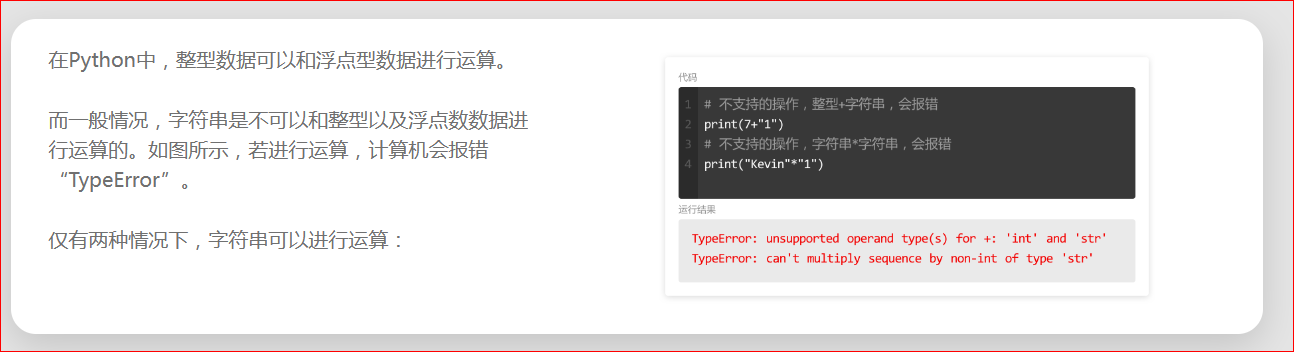 在Python中，整型数据可以和浮点型数据进行运算。
而一般情况，字符串是不可以和整型以及浮点数数据进
行运算的。如图所示，若进行运算，计算机会报错
“TypeError”。
仅有两种情况下，字符串可以进行运算：
代码
1 # 不支持的操作，整型+字符串，会报错
2 print(7+"1")
3 # 不支持的操作，字符串*字符串，会报错
4 print("Kevin"*"1")
运行结果
TypeError: unsupported operand type(s) for +: 'int' and 'str'
TypeError: can't multiply sequence by non-int of type 'str'